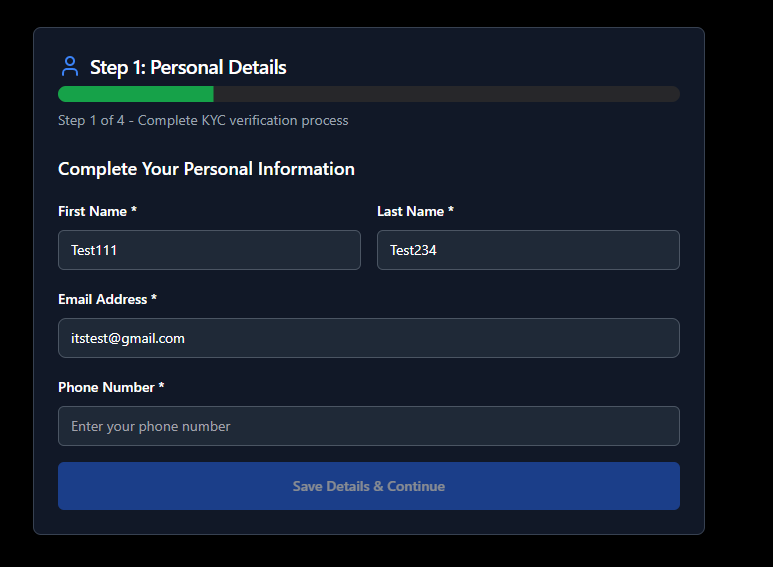 Step 1: Personal Details
Step 1 of 4 - Complete KYC verification process
Complete Your Personal Information
First Name * Last Name *
Test111 Test234
Email Address *
itstest@gmail.com
Phone Number *
Enter your phone number
Save Details & Continue